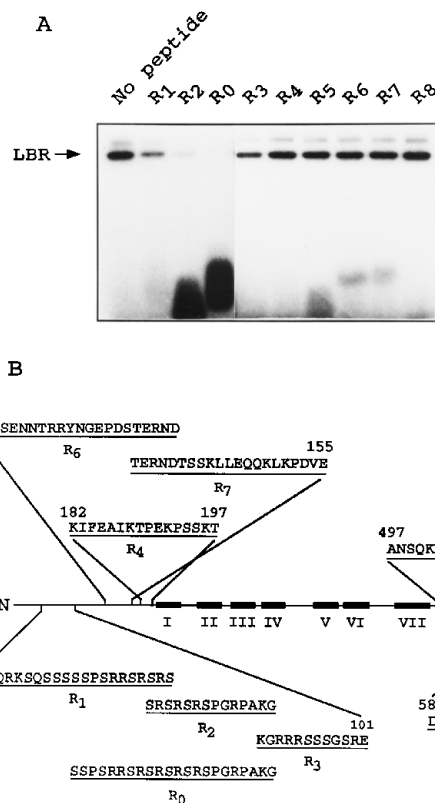 A
No peptide R1 R2 R0 R3 R4 R5 R6 R7 R8
LBR
B
SENNTRRYNGEPDSTERND
R6
TERNDTSSKLLEQQKLKPDVE 155
R7
182 197
KIFEAIKTPEKPSSKT
R4
497
ANSQK
N
I II III IV V VI VII
QRKSQSSSSSPSRRSRSRS
R1
SRSRSRSPGRPAKG
R2
KGRRRSSSGSRE 101
R3
SSPSRRSRSRSRSRSPGRPAKG
R0
58